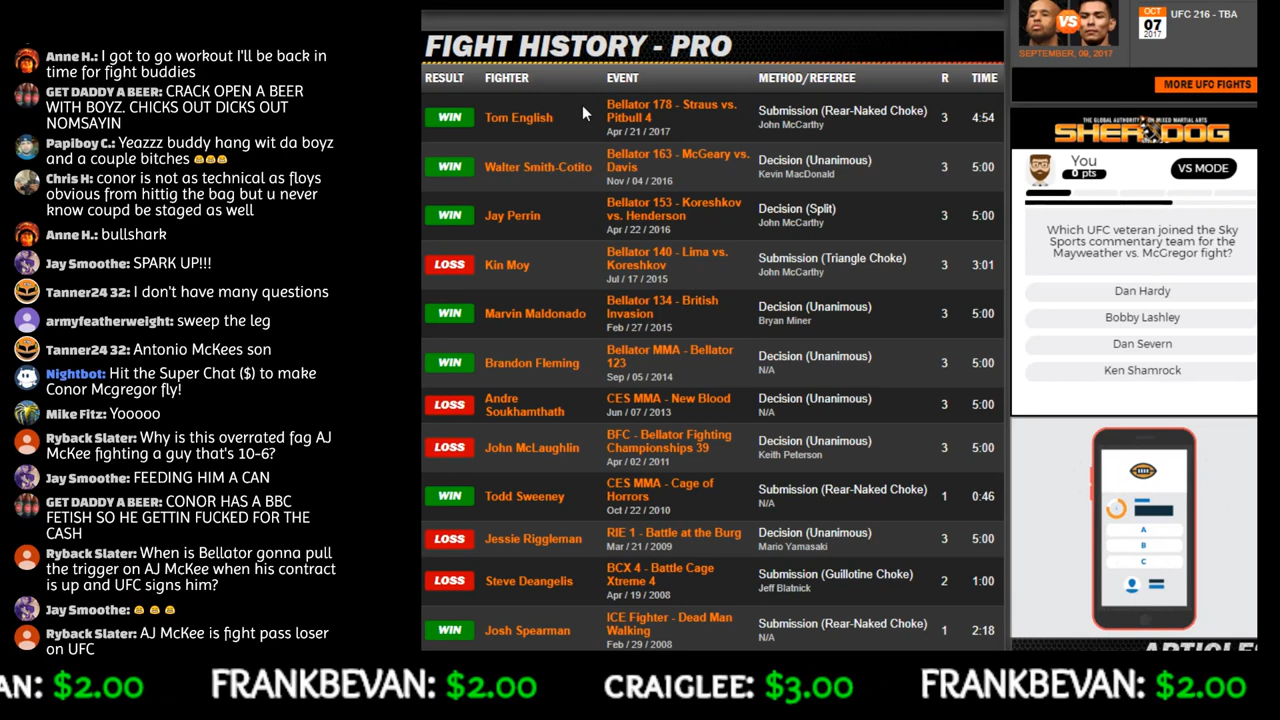 Anne H.: I got to go workout I'll be back in
time for fight buddies
GET DADDY A BEER: CRACK OPEN A BEER
WITH BOYZ. CHICKS OUT DICKS OUT
NOMSAYIN
Papiboy C.: Yeazzz buddy hang wit da boyz
and a couple bitches
Chris H: conor is not as technical as floys
obvious from hittig the bag but u never
know coupd be staged as well
Anne H.: bullshark
Jay Smoothe: SPARK UP!!!
Tanner24 32: I don't have many questions
armyfeatherweight: sweep the leg
Tanner24 32: Antonio McKees son
Nightbot: Hit the Super Chat ($) to make
Conor Mcgregor fly!
Mike Fitz: Yooooo
Ryback Slater: Why is this overrated fag AJ
McKee fighting a guy that's 10-6?
Jay Smoothe: FEEDING HIM A CAN
GET DADDY A BEER: CONOR HAS A BBC
FETISH SO HE GETTIN FUCKED FOR THE
CASH
Ryback Slater: When is Bellator gonna pull
the trigger on AJ McKee when his contract
is up and UFC signs him?
Jay Smoothe:
Ryback Slater: AJ McKee is fight pass loser
on UFC
FIGHT HISTORY - PRO
RESULT FIGHTER EVENT METHOD/REFEREE R TIME
WIN Tom English Bellator 178 - Straus vs. Pitbull 4 Apr / 21 / 2017 Submission (Rear-Naked Choke) John McCarthy 3 4:54
WIN Walter Smith-Cotito Bellator 163 - McGeary vs. Davis Nov / 04 / 2016 Decision (Unanimous) Kevin MacDonald 3 5:00
WIN Jay Perrin Bellator 153 - Koreshkov vs. Henderson Apr / 22 / 2016 Decision (Split) John McCarthy 3 5:00
LOSS Kin Moy Bellator 140 - Lima vs. Koreshkov Jul / 17 / 2015 Submission (Triangle Choke) John McCarthy 3 3:01
WIN Marvin Maldonado Bellator 134 - British Invasion Feb / 27 / 2015 Decision (Unanimous) Bryan Miner 3 5:00
WIN Brandon Fleming Bellator MMA - Bellator 123 Sep / 05 / 2014 Decision (Unanimous) N/A 3 5:00
LOSS Andre Soukhamthath CES MMA - New Blood Jun / 07 / 2013 Decision (Unanimous) N/A 3 5:00
LOSS John McLaughlin BFC - Bellator Fighting Championships 39 Apr / 02 / 2011 Decision (Unanimous) Keith Peterson 3 5:00
WIN Todd Sweeney CES MMA - Cage of Horrors Oct / 22 / 2010 Submission (Rear-Naked Choke) N/A 1 0:46
LOSS Jessie Riggleman RIE 1 - Battle at the Burg Mar / 21 / 2009 Decision (Unanimous) Mario Yamasaki 3 5:00
LOSS Steve Deangelis BCX 4 - Battle Cage Xtreme 4 Apr / 19 / 2008 Submission (Guillotine Choke) Jeff Blatnick 2 1:00
WIN Josh Spearman ICE Fighter - Dead Man Walking Feb / 29 / 2008 Submission (Rear-Naked Choke) N/A 1 2:18
VS
SEPTEMBER, 09, 2017
OCT
07
2017
UFC 216 - TBA
MORE UFC FIGHTS
THE GLOBAL AUTHORITY ON MIXED MARTIAL ARTS
SHERDOG
You
0 pts
VS MODE
Which UFC veteran joined the Sky
Sports commentary team for the
Mayweather vs. McGregor fight?
Dan Hardy
Bobby Lashley
Dan Severn
Ken Shamrock
A
B
C
ARTICLE
AN: $2.00 FRANKBEVAN: $2.00 CRAIGLEE: $3.00 FRANKBEVAN: $2.00